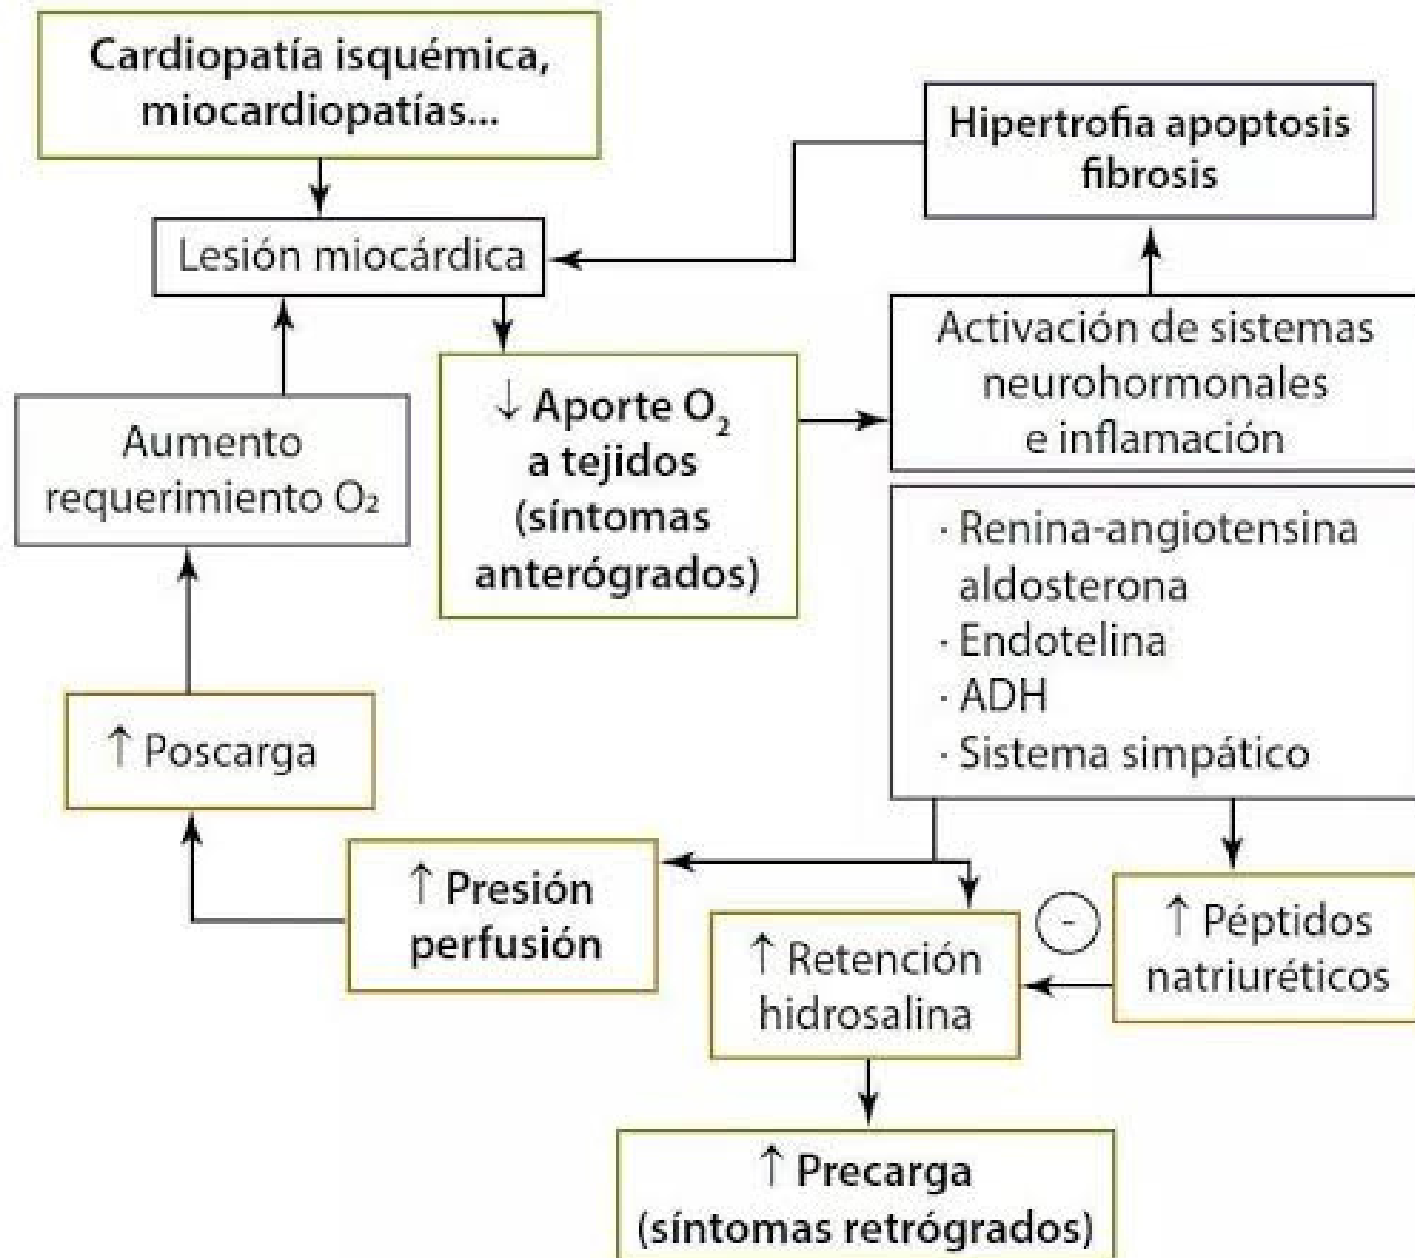 Cardiopatía isquémica,
miocardiopatías...
Hipertrofia apoptosis
fibrosis
Lesión miocárdica
Activación de sistemas
neurohormonales
e inflamación
↓ Aporte O₂
a tejidos
(síntomas
anterógrados)
Aumento
requerimiento O₂
· Renina-angiotensina
aldosterona
· Endotelina
· ADH
· Sistema simpático
↑ Poscarga
↑ Presión
perfusión
↑ Retención
hidrosalina
-
↑ Péptidos
natriuréticos
↑ Precarga
(síntomas retrógrados)